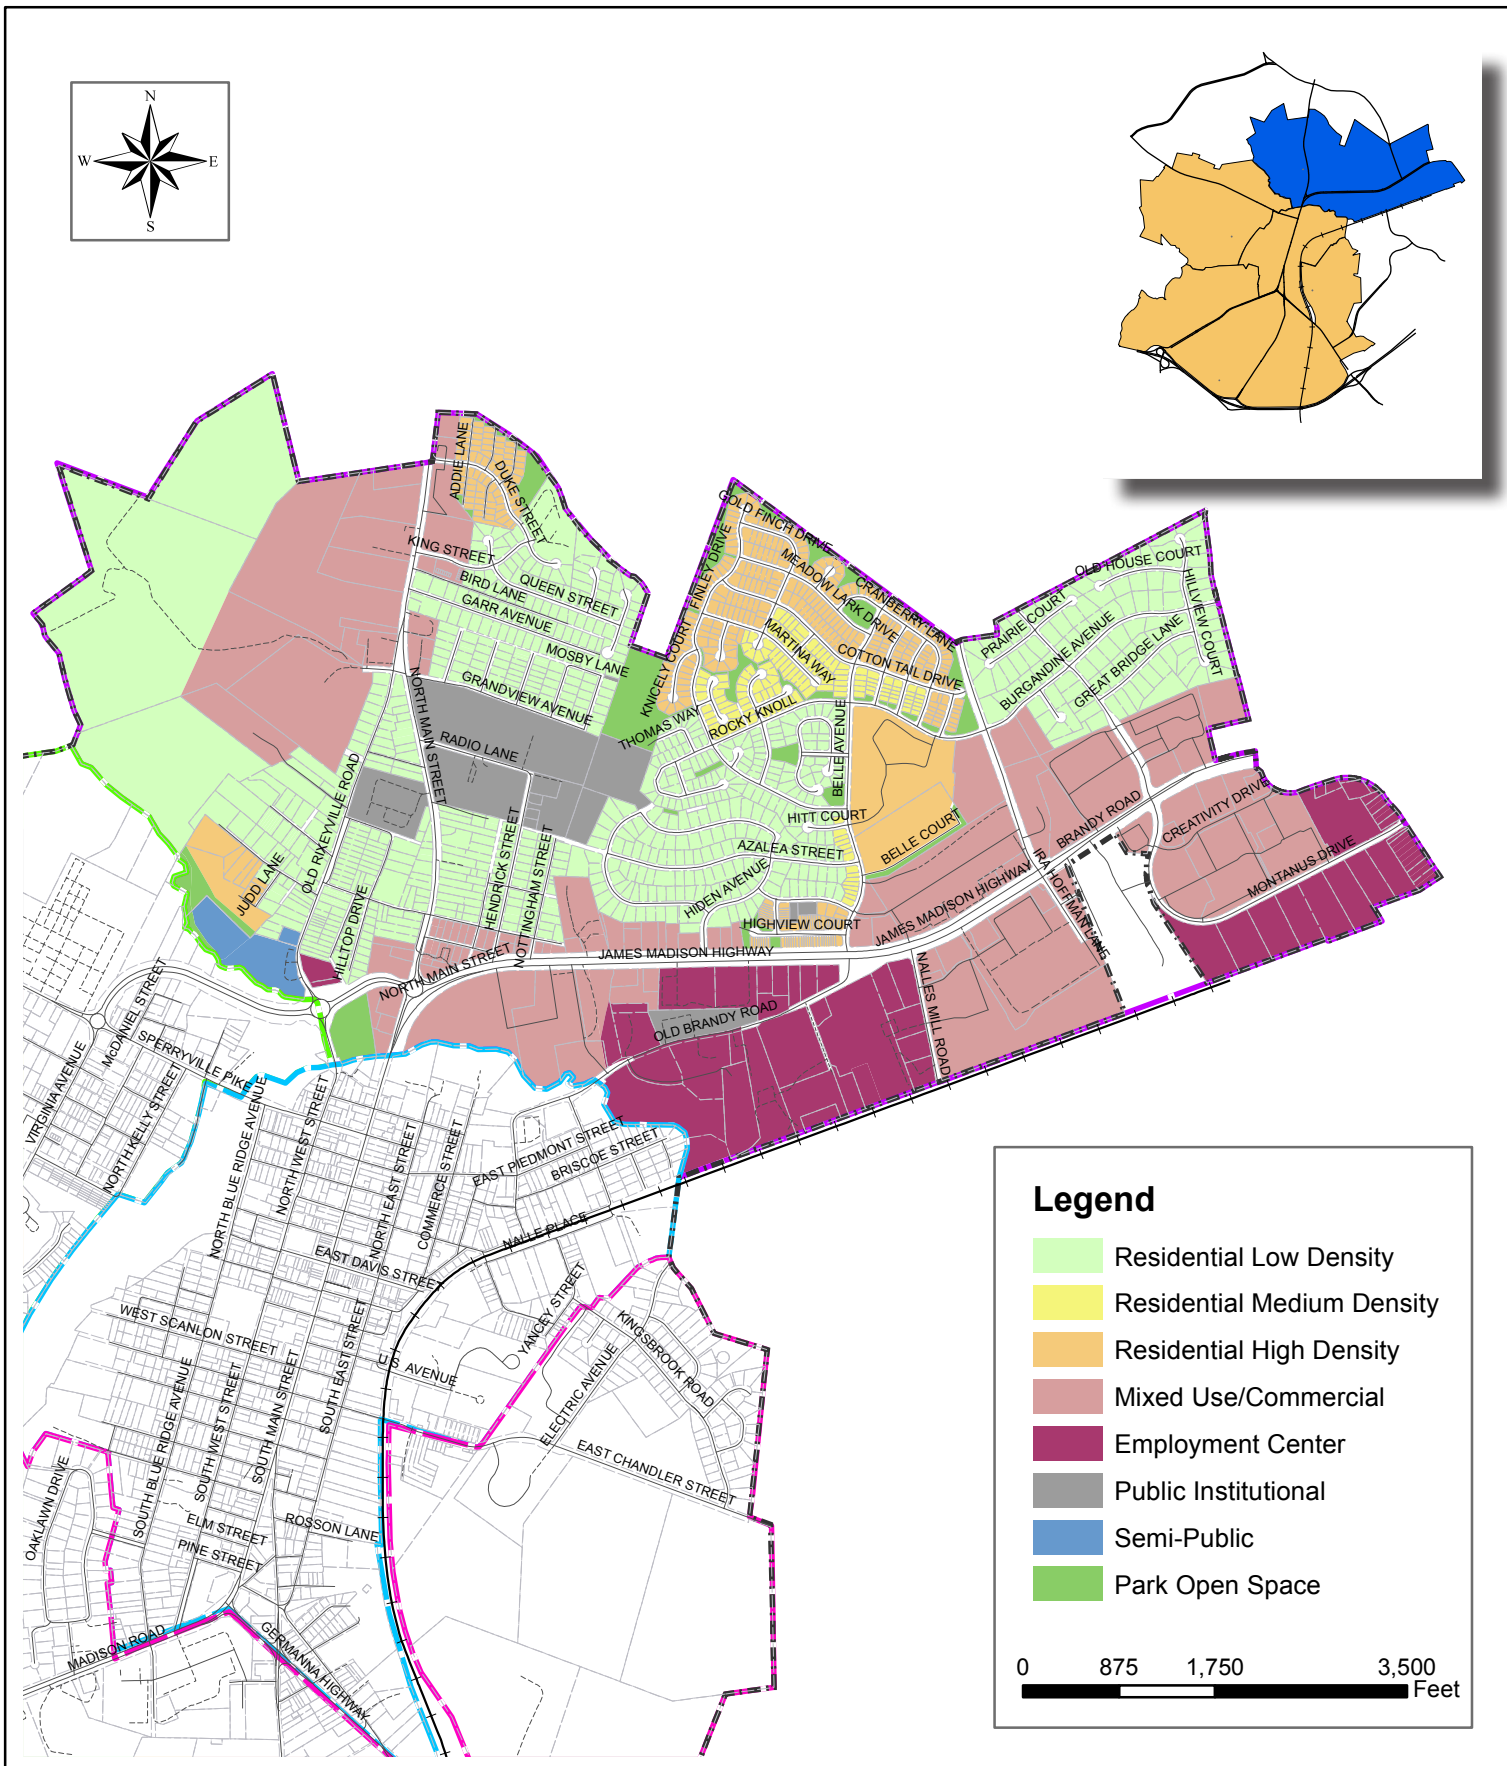 N
W
E
S
ADDIE LANE
DUKE STREET
KING STREET
QUEEN STREET
BIRD LANE
GARR AVENUE
MOSBY LANE
GRANDVIEW AVENUE
NORTH MAIN STREET
RADIO LANE
OLD RIXEYVILLE ROAD
HENDRICK STREET
NOTTINGHAM STREET
JUDD LANE
HILLTOP DRIVE
NORTH MAIN STREET
GOLD FINCH DRIVE
FINLEY DRIVE
MEADOW LARK DRIVE
CRANBERRY LANE
MARTINA WAY
COTTON TAIL DRIVE
KNICELY COURT
THOMAS WAY
ROCKY KNOLL
BELLE AVENUE
HITT COURT
AZALEA STREET
BELLE COURT
HIDEN AVENUE
HIGHVIEW COURT
JAMES MADISON HIGHWAY
JAMES MADISON HIGHWAY
OLD HOUSE COURT
PRAIRIE COURT
HILLVIEW COURT
BURGANDINE AVENUE
GREAT BRIDGE LANE
BRANDY ROAD
CREATIVITY DRIVE
IRA HOFFMAN LANE
MONTANUS DRIVE
OLD BRANDY ROAD
NALLES MILL ROAD
McDANIEL STREET
SPERRYVILLE PIKE
VIRGINIA AVENUE
NORTH KELLY STREET
NORTH BLUE RIDGE AVENUE
NORTH WEST STREET
NORTH EAST STREET
COMMERCE STREET
EAST PIEDMONT STREET
BRISCOE STREET
NALLE PLACE
EAST DAVIS STREET
WEST SCANLON STREET
YANCEY STREET
KINGSBROOK ROAD
U.S. AVENUE
ELECTRIC AVENUE
SOUTH EAST STREET
SOUTH BLUE RIDGE AVENUE
SOUTH WEST STREET
SOUTH MAIN STREET
EAST CHANDLER STREET
OAKLAWN DRIVE
ELM STREET
ROSSON LANE
PINE STREET
MADISON ROAD
GERMANNA HIGHWAY
Legend
Residential Low Density
Residential Medium Density
Residential High Density
Mixed Use/Commercial
Employment Center
Public Institutional
Semi-Public
Park Open Space
0 875 1,750 3,500
Feet